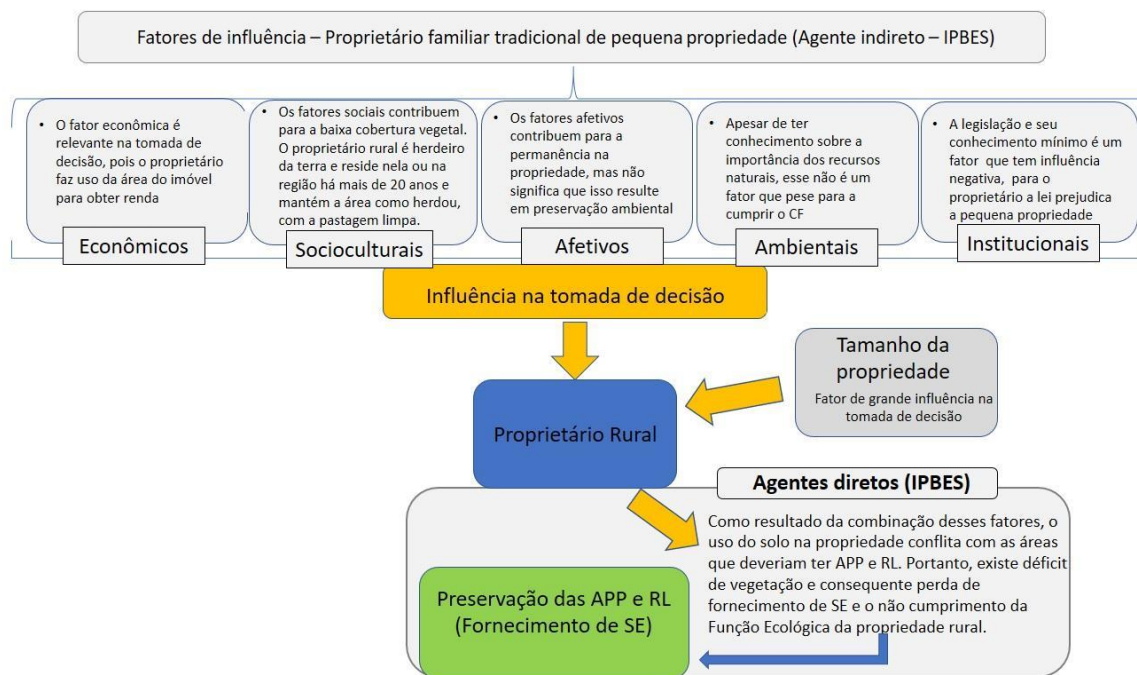 Fatores de influência – Proprietário familiar tradicional de pequena propriedade (Agente indireto – IPBES)
• O fator econômica é
relevante na tomada de
decisão, pois o proprietário
faz uso da área do imóvel
para obter renda
Econômicos
• Os fatores sociais contribuem
para a baixa cobertura vegetal.
O proprietário rural é herdeiro
da terra e reside nela ou na
região há mais de 20 anos e
mantém a área como herdou,
com a pastagem limpa.
Socioculturais
• Os fatores afetivos
contribuem para a
permanência na
propriedade, mas não
significa que isso resulte
em preservação ambiental
Afetivos
• Apesar de ter
conhecimento sobre a
importância dos recursos
naturais, esse não é um
fator que pese para a
cumprir o CF
Ambientais
• A legislação e seu
conhecimento mínimo é um
fator que tem influência
negativa, para o
proprietário a lei prejudica
a pequena propriedade
Institucionais
Influência na tomada de decisão
Tamanho da
propriedade
Fator de grande influência na
tomada de decisão
Proprietário Rural
Agentes diretos (IPBES)
Como resultado da combinação desses fatores, o
uso do solo na propriedade conflita com as áreas
que deveriam ter APP e RL. Portanto, existe déficit
de vegetação e consequente perda de
fornecimento de SE e o não cumprimento da
Função Ecológica da propriedade rural.
Preservação das APP e RL
(Fornecimento de SE)